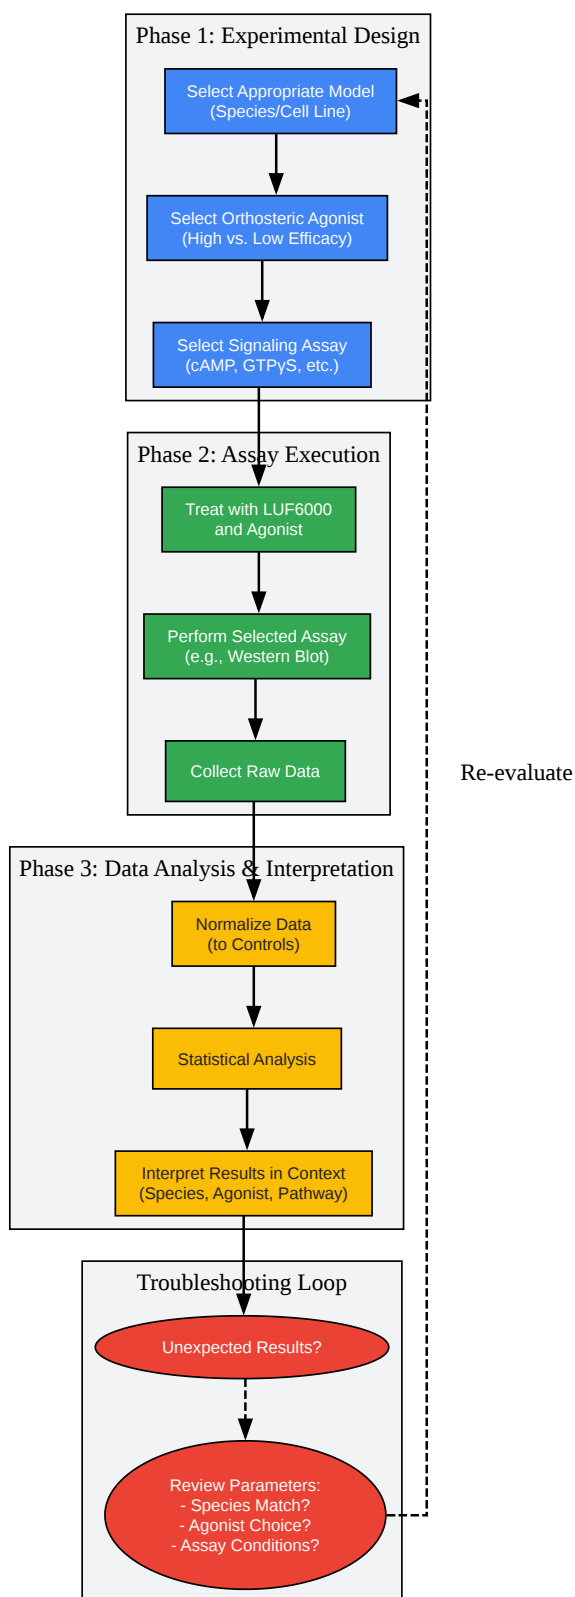 Phase 1: Experimental Design
Select Appropriate Model
(Species/Cell Line)
Select Orthosteric Agonist
(High vs. Low Efficacy)
Select Signaling Assay
(cAMP, GTPγS, etc.)
Phase 2: Assay Execution
Treat with LUF6000
and Agonist
Perform Selected Assay
(e.g., Western Blot)
Collect Raw Data
Re-evaluate
Phase 3: Data Analysis & Interpretation
Normalize Data
(to Controls)
Statistical Analysis
Interpret Results in Context
(Species, Agonist, Pathway)
Troubleshooting Loop
Unexpected Results?
Review Parameters:
- Species Match?
- Agonist Choice?
- Assay Conditions?